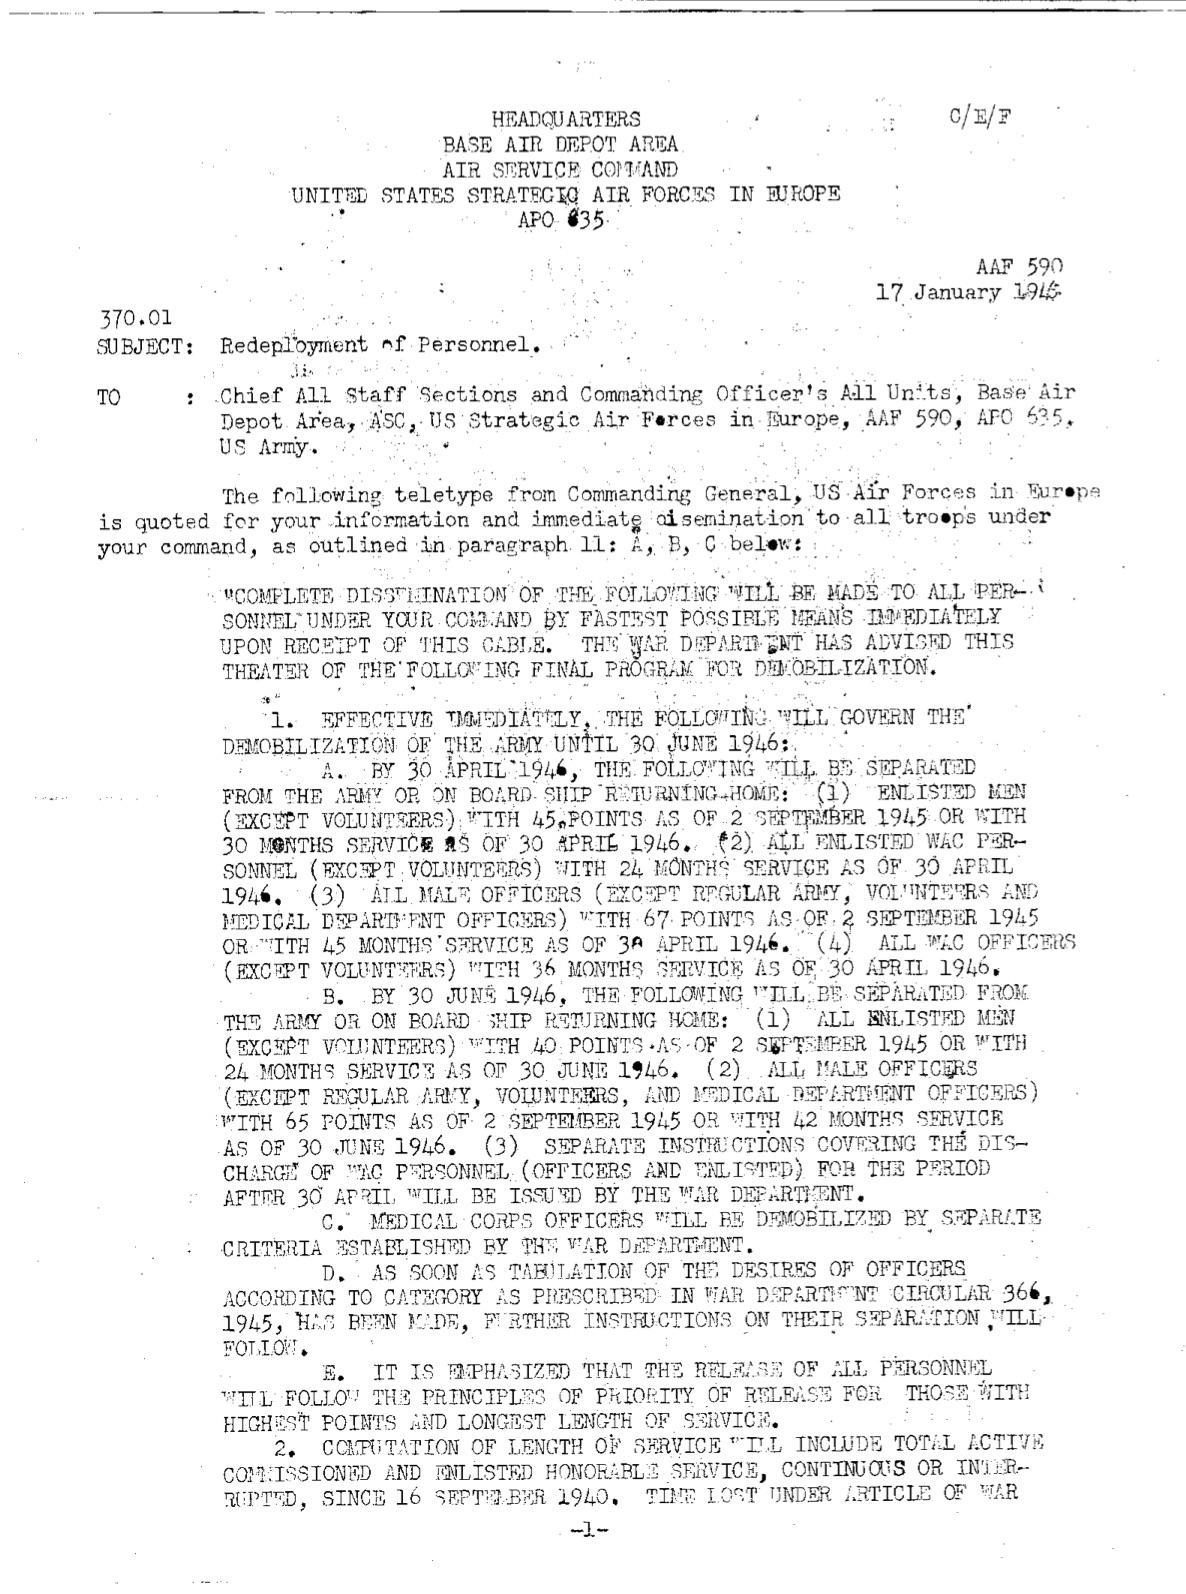 HEADQUARTERS
C/E/F
BASE AIR DEPOT AREA
AIR SERVICE COMMAND
UNITED STATES STRATEGIC AIR FORCES IN EUROPE
APO 635
AAF 590
17 January 194
370.01
SUBJECT: Redeployment of Personnel.
TO : Chief All Staff Sections and Commanding Officer's All Units, Base Air
Depot Area, ASC, US Strategic Air Forces in Europe, AAF 590, APO 635,
US Army.
The following teletype from Commanding General, US Air Forces in Europe
is quoted for your information and immediate disemination to all troops under
your command, as outlined in paragraph 11: A, B, C below:
"COMPLETE DISSEMINATION OF THE FOLLOWING WILL BE MADE TO ALL PER-
SONNEL UNDER YOUR COMMAND BY FASTEST POSSIBLE MEANS IMMEDIATELY
UPON RECEIPT OF THIS CABLE. THE WAR DEPARTMENT HAS ADVISED THIS
THEATER OF THE FOLLOWING FINAL PROGRAM FOR DEMOBILIZATION.
1. EFFECTIVE IMMEDIATELY, THE FOLLOWING WILL GOVERN THE
DEMOBILIZATION OF THE ARMY UNTIL 30 JUNE 1946:
A. BY 30 APRIL 1946, THE FOLLOWING WILL BE SEPARATED
FROM THE ARMY OR ON BOARD SHIP RETURNING HOME: (1) ENLISTED MEN
(EXCEPT VOLUNTEERS) WITH 45 POINTS AS OF 2 SEPTEMBER 1945 OR WITH
30 MONTHS SERVICE AS OF 30 APRIL 1946. (2) ALL ENLISTED WAC PER-
SONNEL (EXCEPT VOLUNTEERS) WITH 24 MONTHS SERVICE AS OF 30 APRIL
1946. (3) ALL MALE OFFICERS (EXCEPT REGULAR ARMY, VOLUNTEERS AND
MEDICAL DEPARTMENT OFFICERS) WITH 67 POINTS AS OF 2 SEPTEMBER 1945
OR WITH 45 MONTHS SERVICE AS OF 30 APRIL 1946. (4) ALL WAC OFFICERS
(EXCEPT VOLUNTEERS) WITH 36 MONTHS SERVICE AS OF 30 APRIL 1946.
B. BY 30 JUNE 1946, THE FOLLOWING WILL BE SEPARATED FROM
THE ARMY OR ON BOARD SHIP RETURNING HOME: (1) ALL ENLISTED MEN
(EXCEPT VOLUNTEERS) WITH 40 POINTS AS OF 2 SEPTEMBER 1945 OR WITH
24 MONTHS SERVICE AS OF 30 JUNE 1946. (2) ALL MALE OFFICERS
(EXCEPT REGULAR ARMY, VOLUNTEERS, AND MEDICAL DEPARTMENT OFFICERS)
WITH 65 POINTS AS OF 2 SEPTEMBER 1945 OR WITH 42 MONTHS SERVICE
AS OF 30 JUNE 1946. (3) SEPARATE INSTRUCTIONS COVERING THE DIS-
CHARGE OF WAC PERSONNEL (OFFICERS AND ENLISTED) FOR THE PERIOD
AFTER 30 APRIL WILL BE ISSUED BY THE WAR DEPARTMENT.
C. MEDICAL CORPS OFFICERS WILL BE DEMOBILIZED BY SEPARATE
CRITERIA ESTABLISHED BY THE WAR DEPARTMENT.
D. AS SOON AS TABULATION OF THE DESIRES OF OFFICERS
ACCORDING TO CATEGORY AS PRESCRIBED IN WAR DEPARTMENT CIRCULAR 366,
1945, HAS BEEN MADE, FURTHER INSTRUCTIONS ON THEIR SEPARATION WILL
FOLLOW.
E. IT IS EMPHASIZED THAT THE RELEASE OF ALL PERSONNEL
WILL FOLLOW THE PRINCIPLES OF PRIORITY OF RELEASE FOR THOSE WITH
HIGHEST POINTS AND LONGEST LENGTH OF SERVICE.
2. COMPUTATION OF LENGTH OF SERVICE WILL INCLUDE TOTAL ACTIVE
COMMISSIONED AND ENLISTED HONORABLE SERVICE, CONTINUOUS OR INTER-
RUPTED, SINCE 16 SEPTEMBER 1940. TIME LOST UNDER ARTICLE OF WAR
-1-